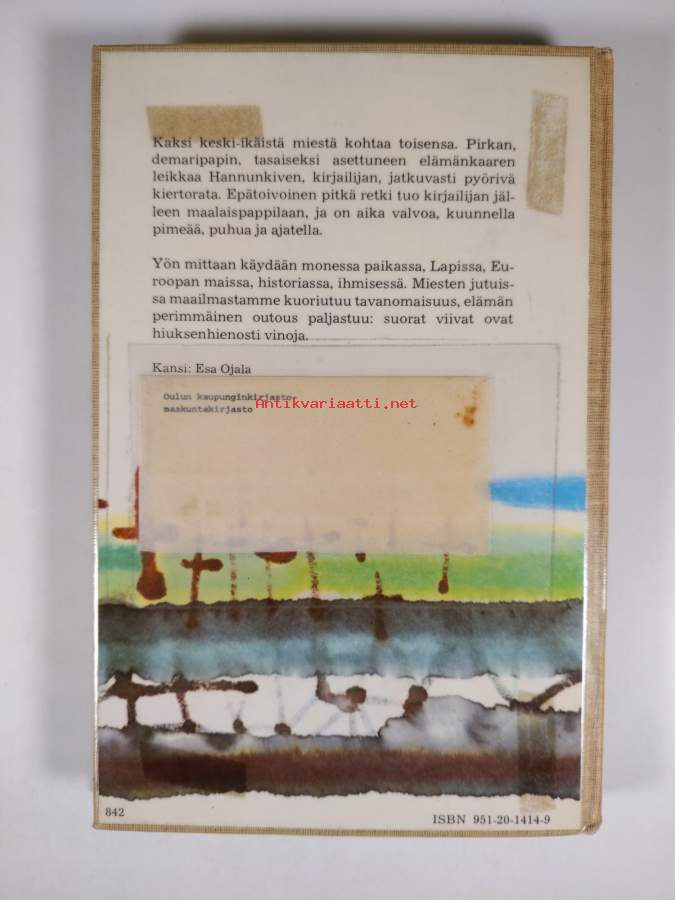 Kaksi keski-ikäistä miestä kohtaa toisensa. Pirkan,
demaripapin, tasaiseksi asettuneen elämänkaaren
leikkaa Hannunkiven, kirjailijan, jatkuvasti pyörivä
kiertorata. Epätoivoinen pitkä retki tuo kirjailijan jäl-
leen maalaispappilaan, ja on aika valvoa, kuunnella
pimeää, puhua ja ajatella.
Yön mittaan käydään monessa paikassa, Lapissa, Eu-
roopan maissa, historiassa, ihmisessä. Miesten jutuis-
sa maailmastamme kuoriutuu tavanomaisuus, elämän
perimmäinen outous paljastuu: suorat viivat ovat
hiuksenhienosti vinoja.
Kansi: Esa Ojala
Oulun kaupunginkirjasto-
maakuntakirjasto
Antikvariaatti.net
842
ISBN 951-20-1414-9